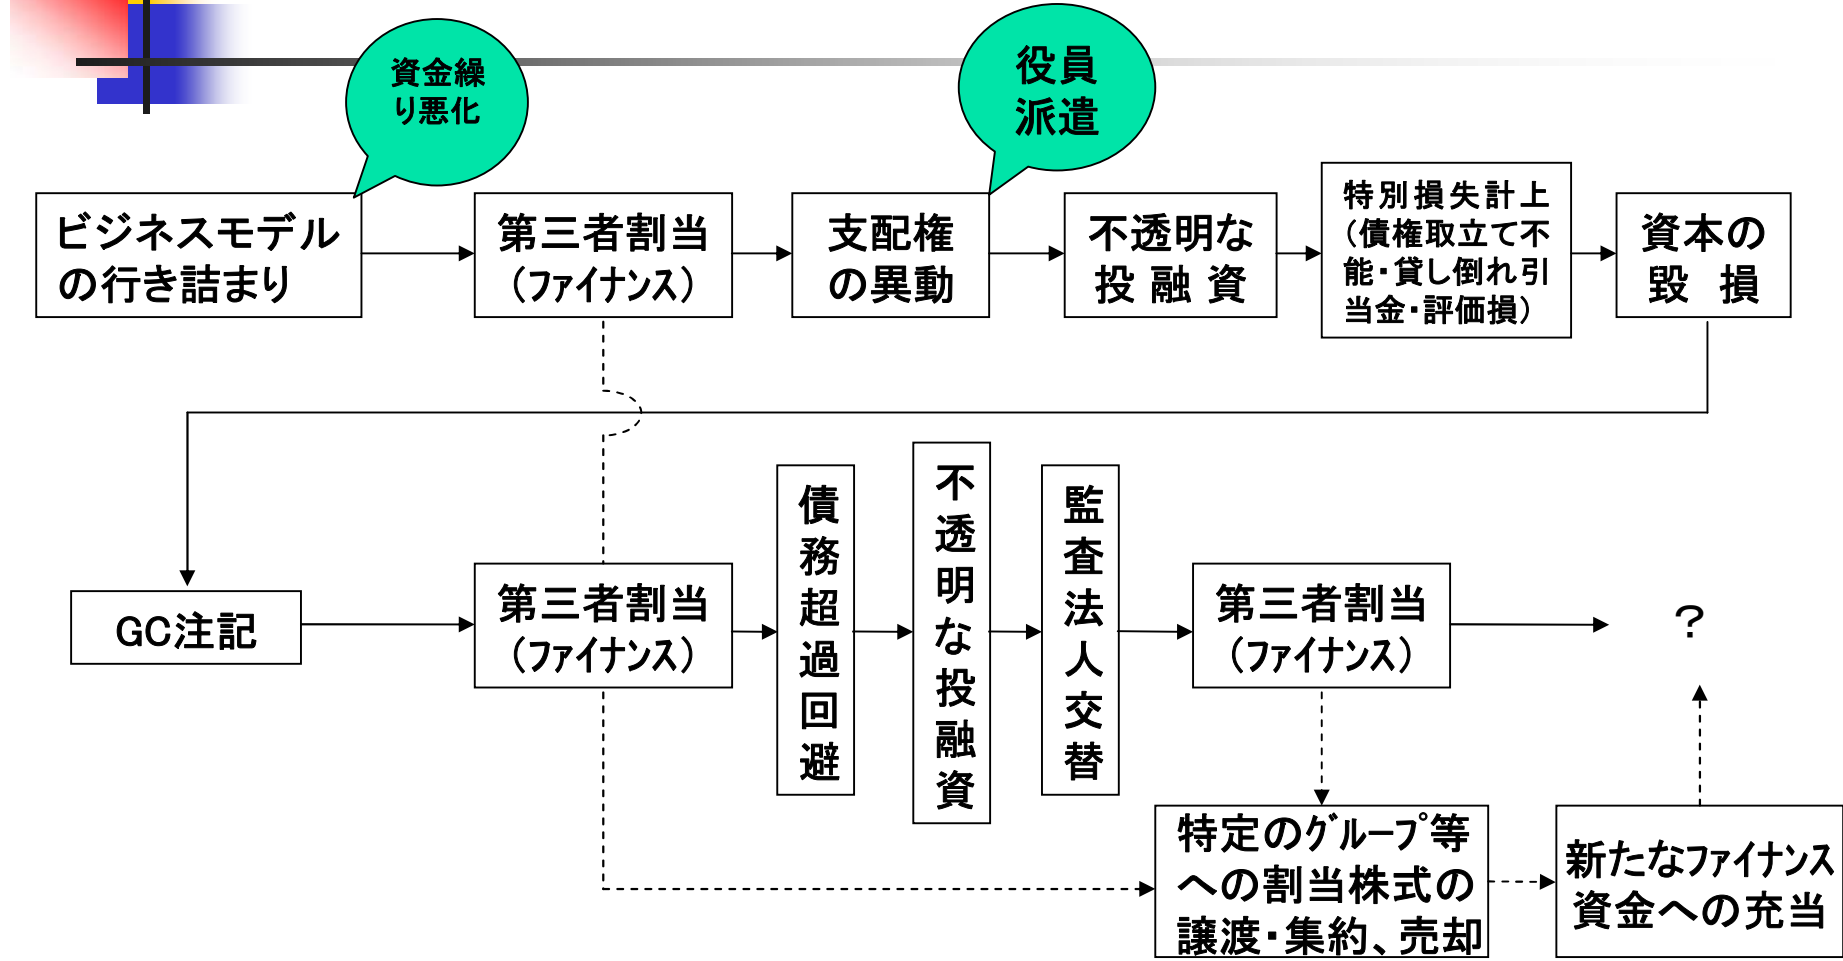 資金繰
り悪化
役員
派遣
ビジネスモデル
の行き詰まり
第三者割当
（ファイナンス）
支配権
の異動
不透明な
投融資
特別損失計上
（債権取立て不
能・貸し倒れ引
当金・評価損）
資本の
毀損
GC注記
第三者割当
（ファイナンス）
債務超過回避
不透明な投融資
監査法人交替
第三者割当
（ファイナンス）
？
特定のグループ等
への割当株式の
譲渡・集約、売却
新たなファイナンス
資金への充当